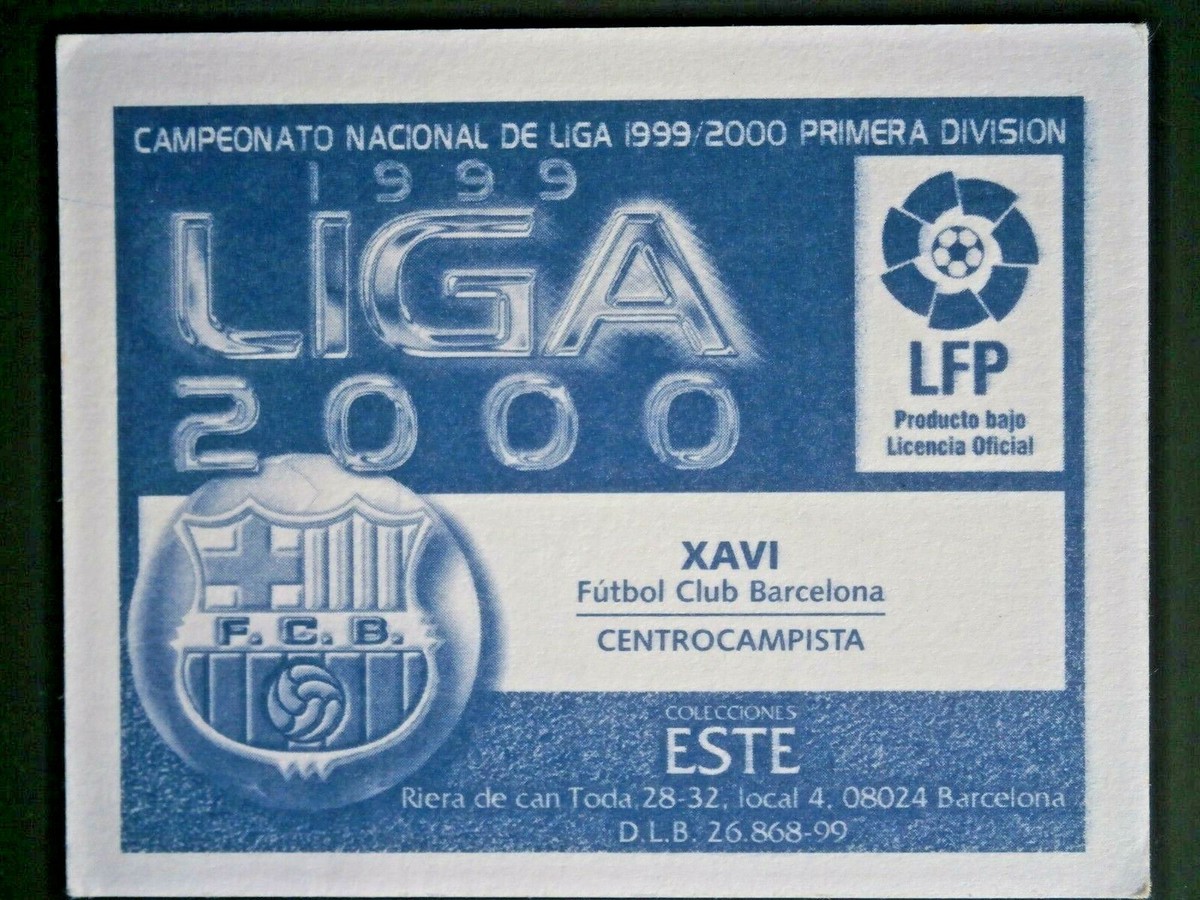 CAMPEONATO NACIONAL DE LIGA 1999/2000 PRIMERA DIVISION
1999
LIGA
2000
LFP
Producto bajo
Licencia Oficial
F. C. B.
XAVI
Fútbol Club Barcelona
CENTROCAMPISTA
COLECCIONES
ESTE
Riera de can Toda, 28-32, local 4, 08024 Barcelona
D.L.B. 26.868-99